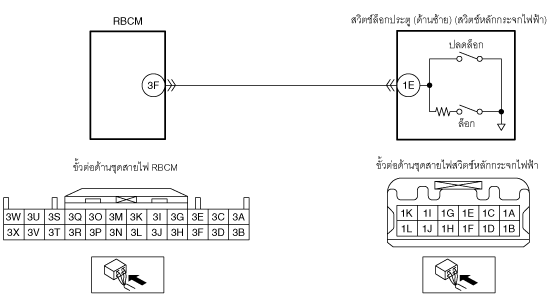 RBCM
สวิตช์ล็อกประตู (ด้านซ้าย) (สวิตช์หลักกระจกไฟฟ้า)
3F
1E
ปลดล็อก
ล็อก
ขั้วต่อด้านชุดสายไฟ RBCM
ขั้วต่อด้านชุดสายไฟสวิตช์หลักกระจกไฟฟ้า
3W 3U 3S 3Q 3O 3M 3K 3I 3G 3E 3C 3A
3X 3V 3T 3R 3P 3N 3L 3J 3H 3F 3D 3B
1K 1I 1G 1E 1C 1A
1L 1J 1H 1F 1D 1B